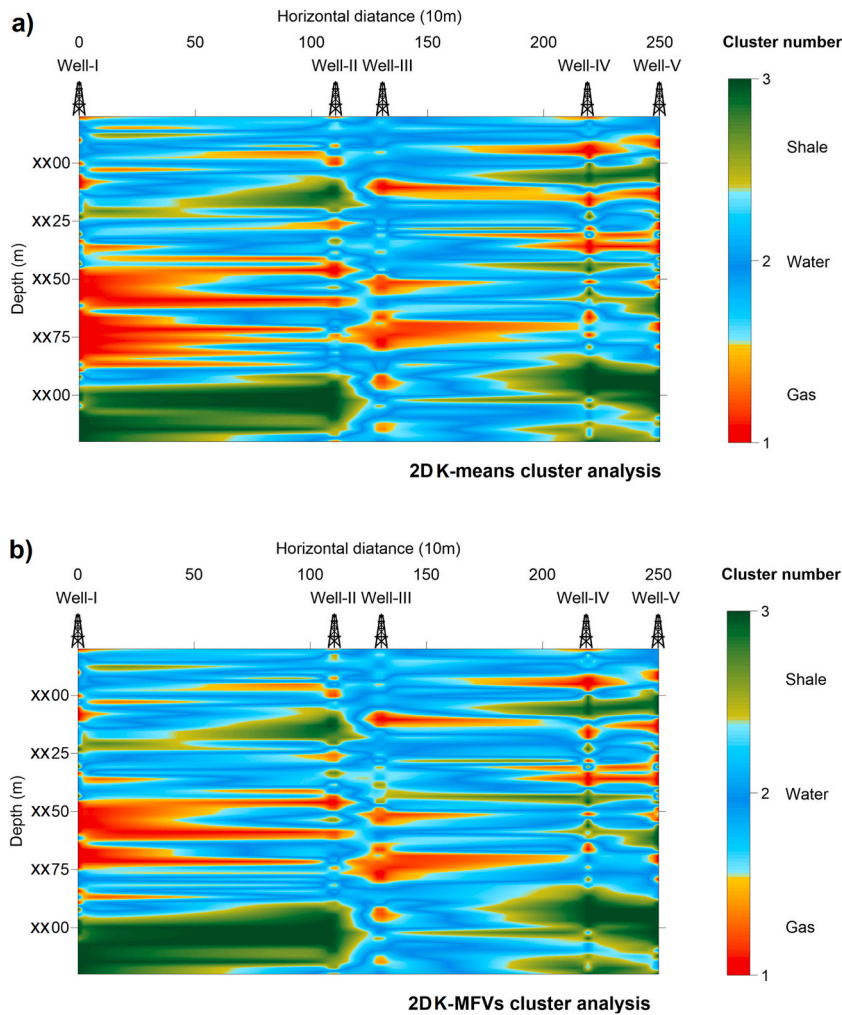 a)
Horizontal diatance (10m)
0 50 100 150 200 250
Well-I Well-II Well-III Well-IV Well-V
Cluster number
3
Shale
2
Water
Gas
1
Depth (m)
XX00
XX25
XX50
XX75
XX00
2D K-means cluster analysis
b)
Horizontal diatance (10m)
0 50 100 150 200 250
Well-I Well-II Well-III Well-IV Well-V
Cluster number
3
Shale
2
Water
Gas
1
Depth (m)
XX00
XX25
XX50
XX75
XX00
2D K-MFVs cluster analysis